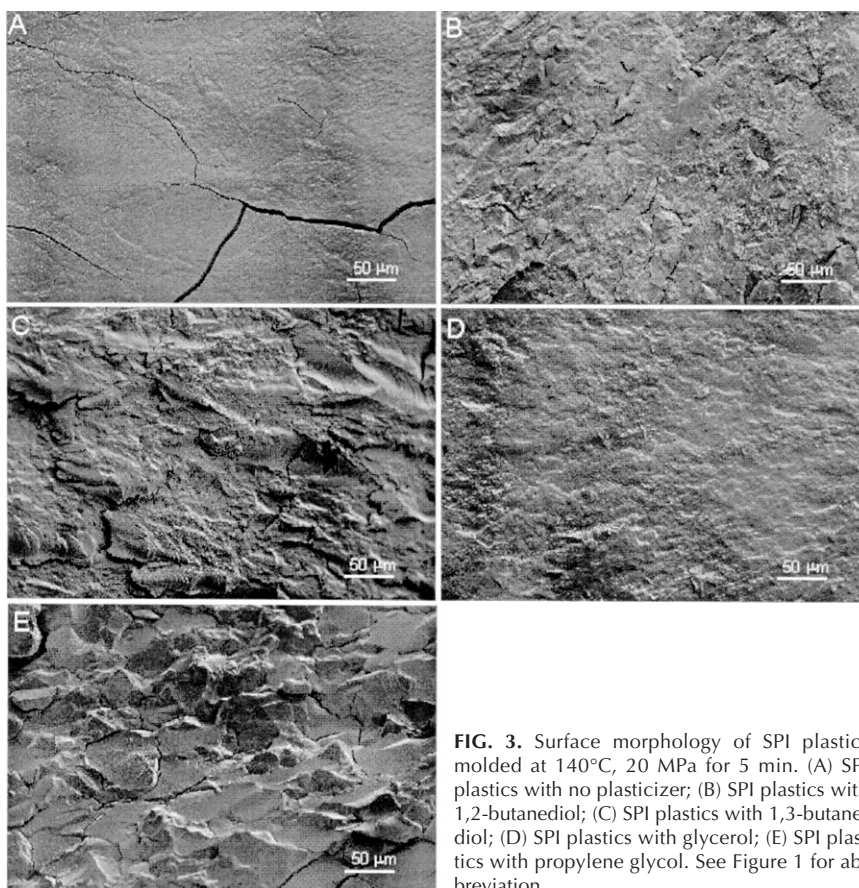 A
50 µm
B
50 µm
C
50 µm
D
50 µm
E
50 µm
FIG. 3. Surface morphology of SPI plastic
molded at 140°C, 20 MPa for 5 min. (A) SP
plastics with no plasticizer; (B) SPI plastics wit
1,2-butanediol; (C) SPI plastics with 1,3-butane
diol; (D) SPI plastics with glycerol; (E) SPI plas
tics with propylene glycol. See Figure 1 for ab
breviation